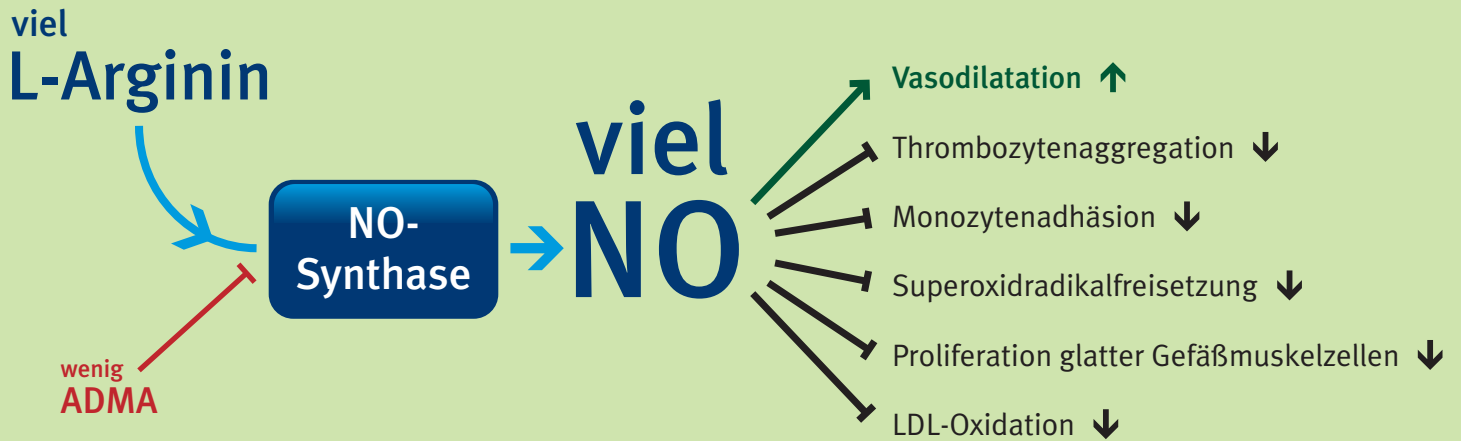 viel
L-Arginin
wenig
ADMA
NO-
Synthase
viel
NO
Vasodilatation ↑
Thrombozytenaggregation ↓
Monozytenadhäsion ↓
Superoxidradikalfreisetzung ↓
Proliferation glatter Gefäßmuskelzellen ↓
LDL-Oxidation ↓